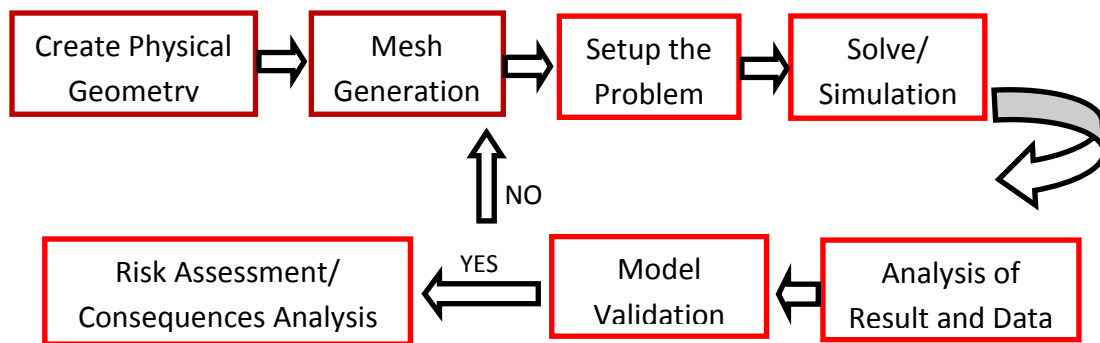 Create Physical
Geometry
Mesh
Generation
Setup the
Problem
Solve/
Simulation
NO
Risk Assessment/
Consequences Analysis
YES
Model
Validation
Analysis of
Result and Data